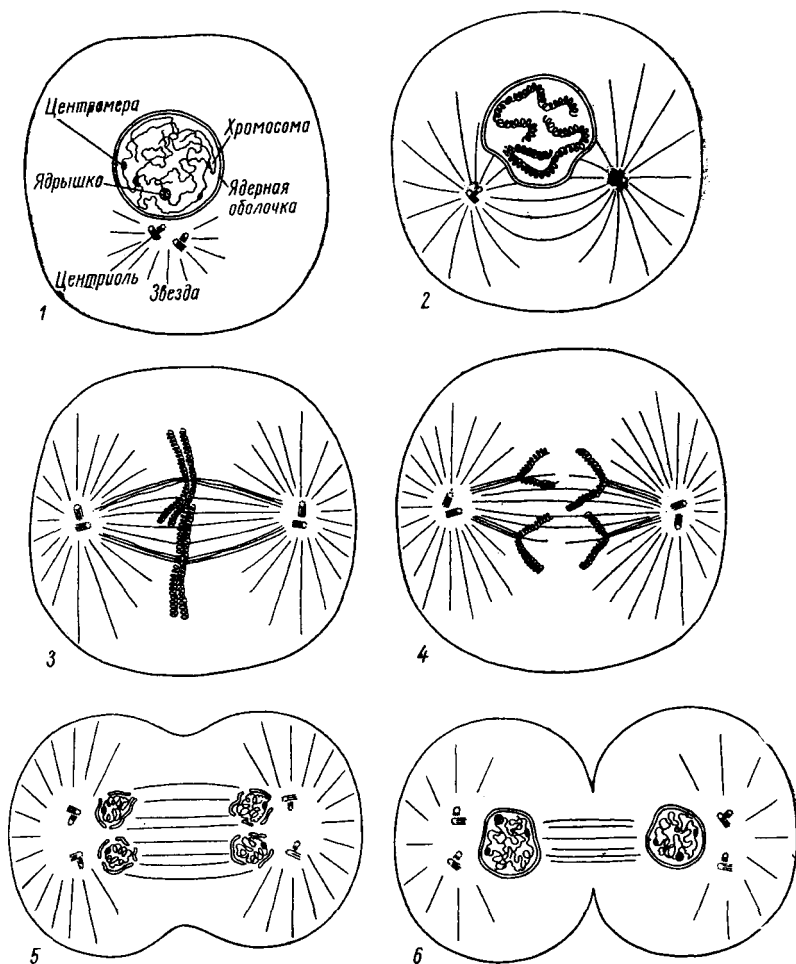 Центромера
Хромосома
Ядрышко
Ядерная
оболочка
Центриоль
Звезда
1
2
3
4
5
6